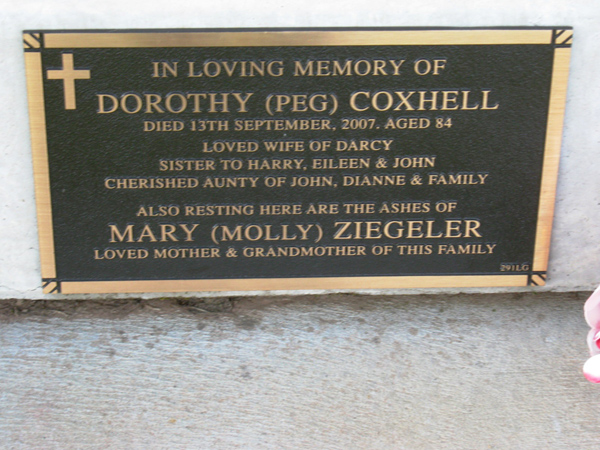 IN LOVING MEMORY OF
DOROTHY (PEG) COXHELL
DIED 13TH SEPTEMBER, 2007. AGED 84
LOVED WIFE OF DARCY
SISTER TO HARRY, EILEEN & JOHN
CHERISHED AUNTY OF JOHN, DIANNE & FAMILY
ALSO RESTING HERE ARE THE ASHES OF
MARY (MOLLY) ZIEGELER
LOVED MOTHER & GRANDMOTHER OF THIS FAMILY
291LG